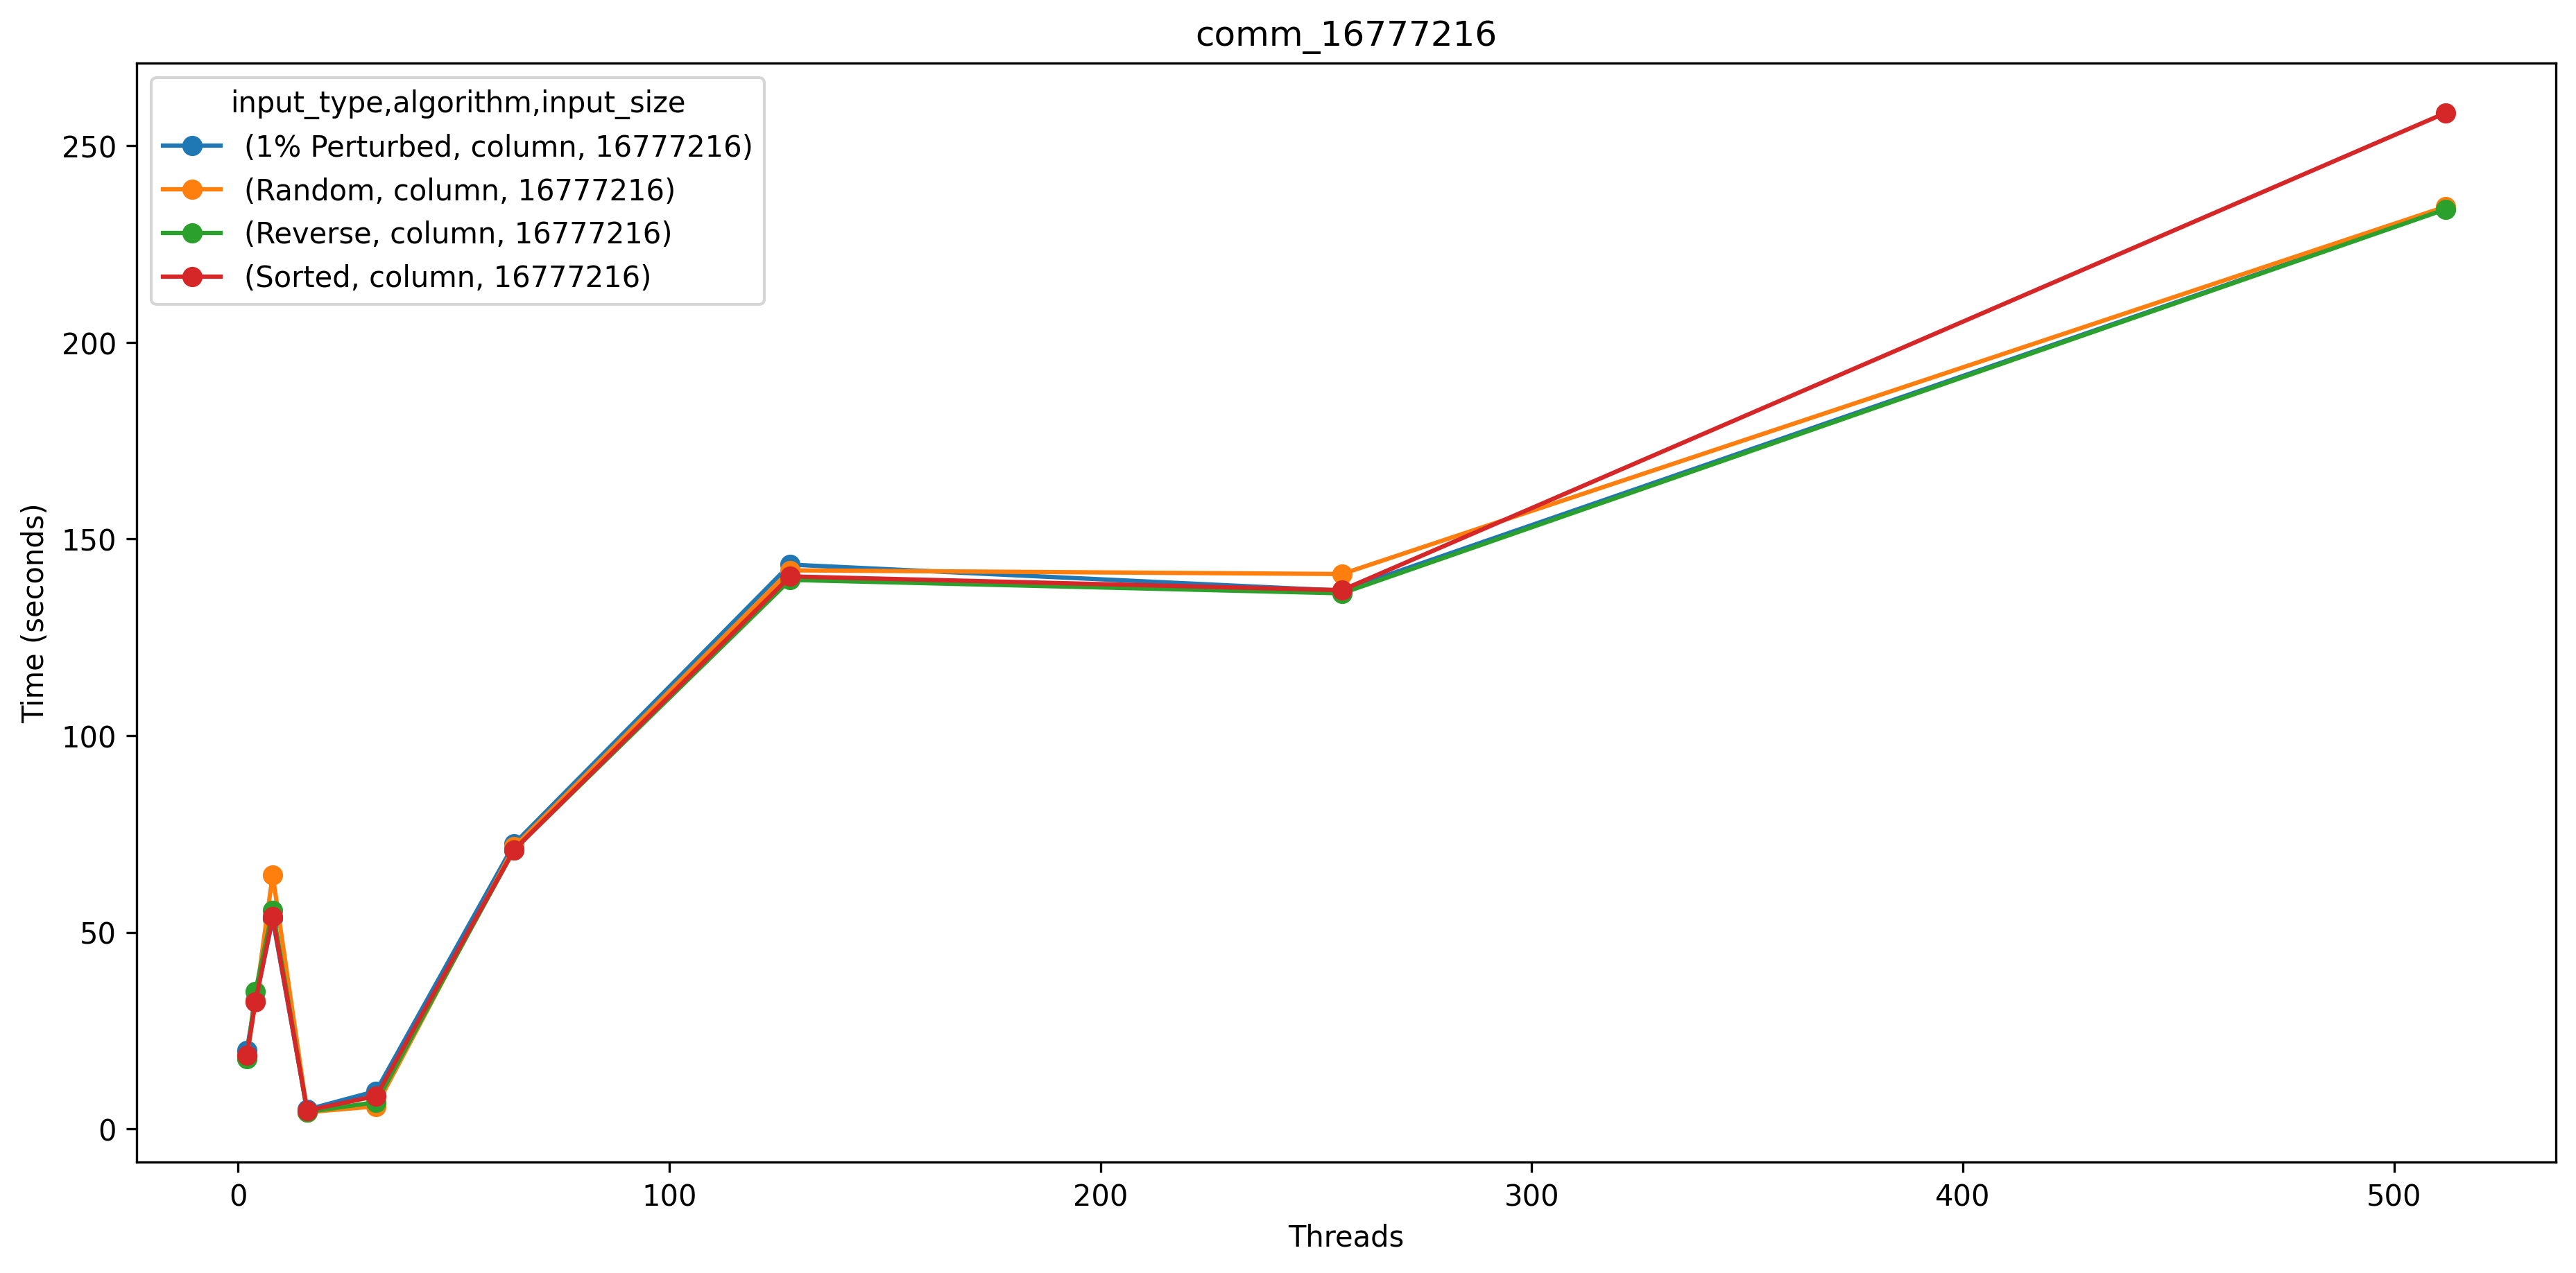 comm_16777216
input_type,algorithm,input_size
(1% Perturbed, column, 16777216)
(Random, column, 16777216)
(Reverse, column, 16777216)
(Sorted, column, 16777216)
250
200
150
100
50
0
Time (seconds)
0 100 200 300 400 500
Threads